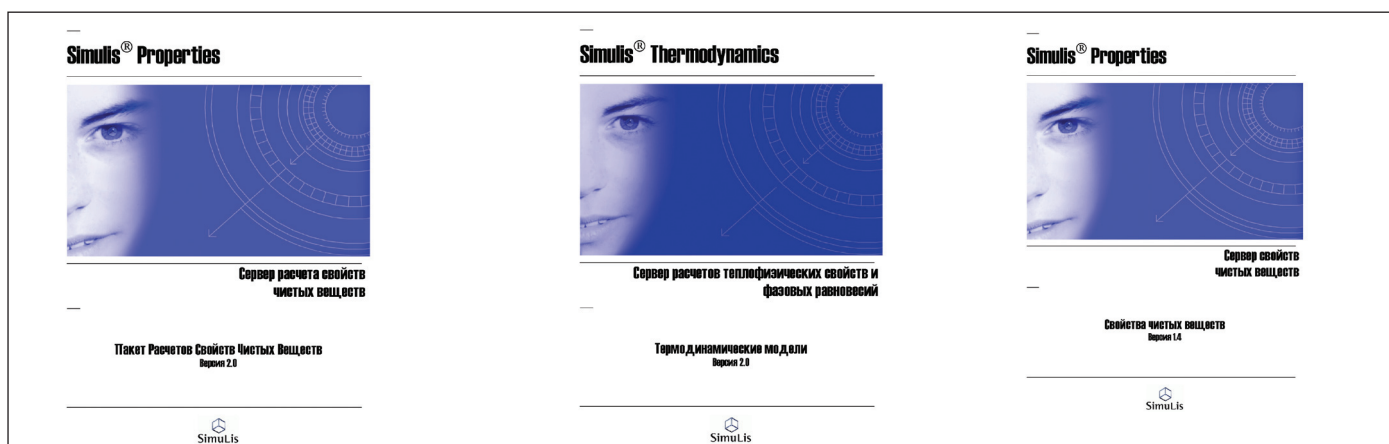 Simulis® Properties
Сервер расчета свойств
чистых веществ
Пакет Расчетов Свойств Чистых Веществ
Версия 2.0
SimuLis
Simulis® Thermodynamics
Сервер расчетов теплофизических свойств и
фазовых равновесий
Термодинамические модели
Версия 2.0
SimuLis
Simulis® Properties
Сервер свойств
чистых веществ
Свойства чистых веществ
Версия 1.4
SimuLis